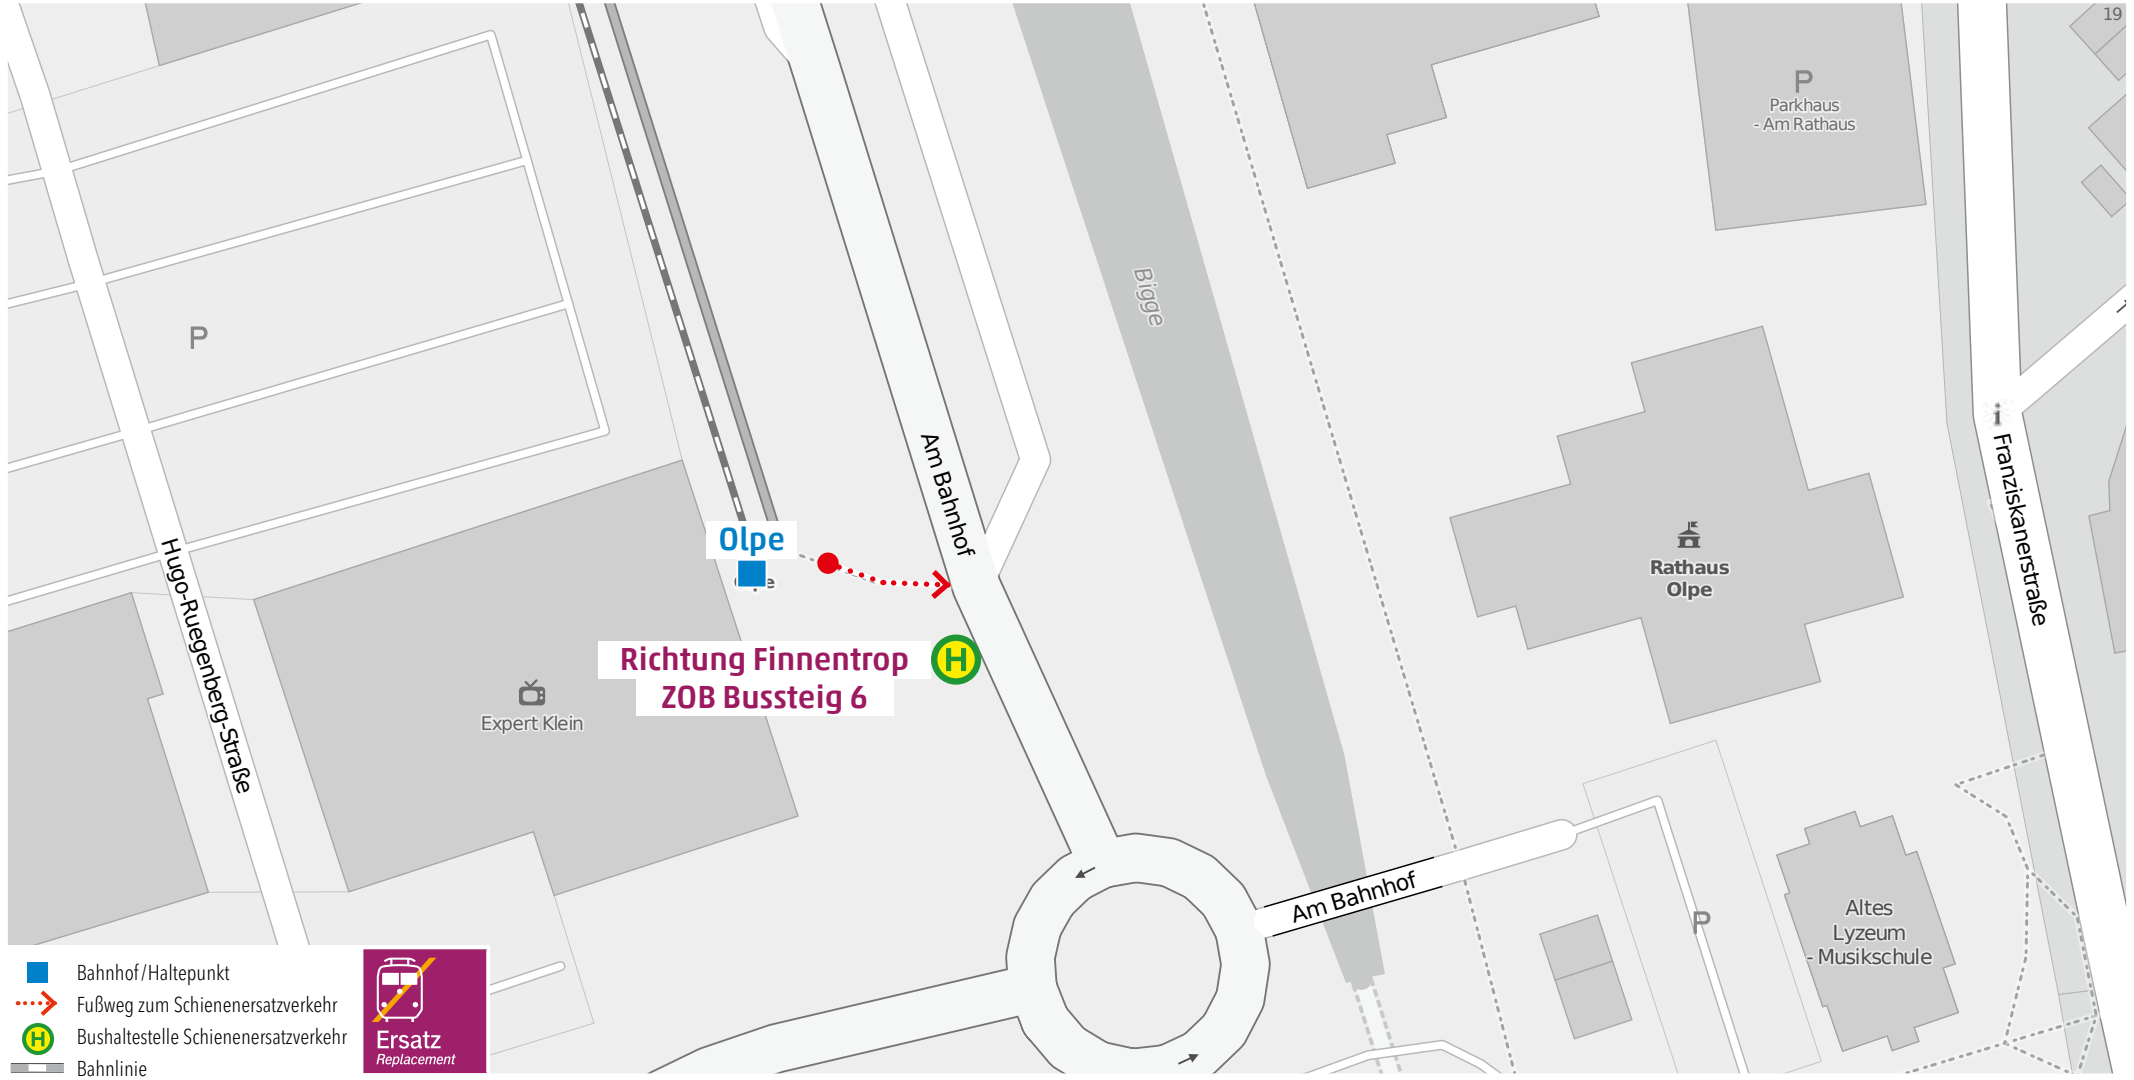 19
P
Parkhaus
- Am Rathaus
Bigge
P
Am Bahnhof
i
Franziskanerstraße
Olpe
Rathaus
Olpe
Hugo-Ruegenberg-Straße
Richtung Finnentrop
H
ZOB Bussteig 6
Expert Klein
Am Bahnhof
P
Altes
Lyzeum
- Musikschule
Bahnhof/Haltepunkt
Fußweg zum Schienenersatzverkehr
H
Bushaltestelle Schienenersatzverkehr
Bahnlinie
Ersatz
Replacement